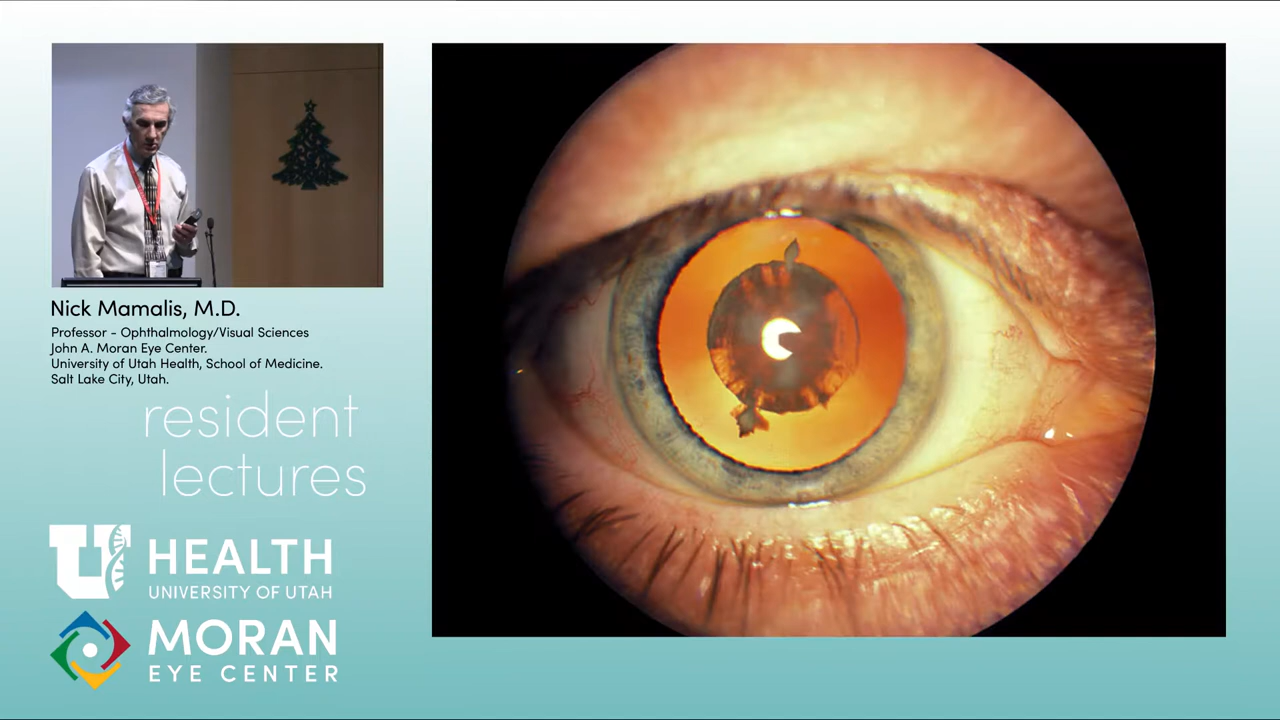 Nick Mamalis, M.D.
Professor - Ophthalmology/Visual Sciences
John A. Moran Eye Center.
University of Utah Health, School of Medicine.
Salt Lake City, Utah.
resident
lectures
U HEALTH
UNIVERSITY OF UTAH
MORAN
EYE CENTER